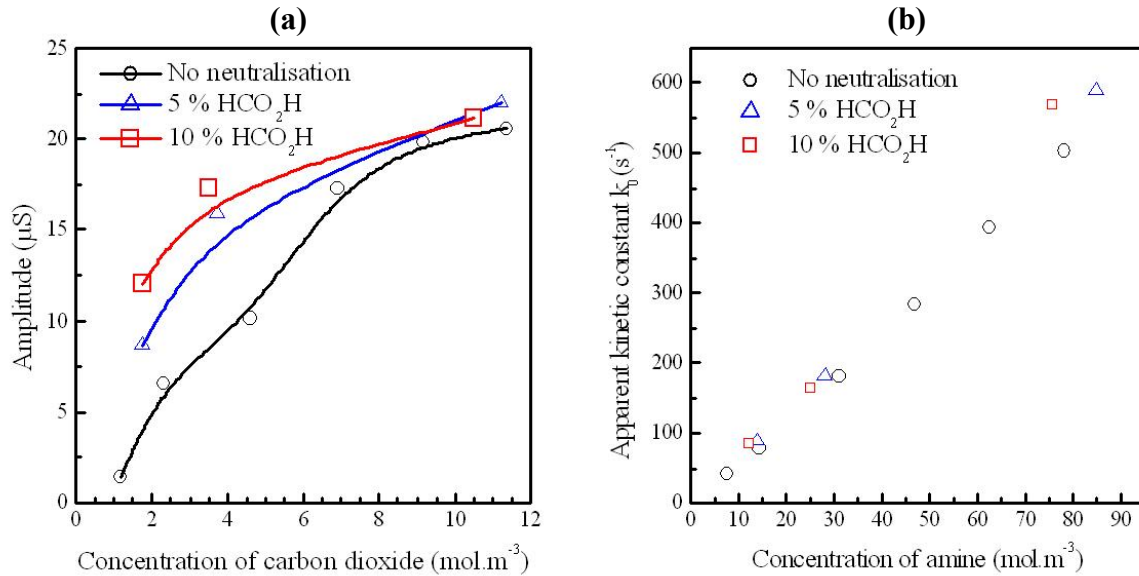 (a)
(b)
No neutralisation
5 % HCO₂H
10 % HCO₂H
Amplitude (µS)
25
20
15
10
5
0
0 2 4 6 8 10 12
Concentration of carbon dioxide (mol.m⁻³)
No neutralisation
5 % HCO₂H
10 % HCO₂H
Apparent kinetic constant k₀ (s⁻¹)
600
500
400
300
200
100
0
0 10 20 30 40 50 60 70 80 90
Concentration of amine (mol.m⁻³)